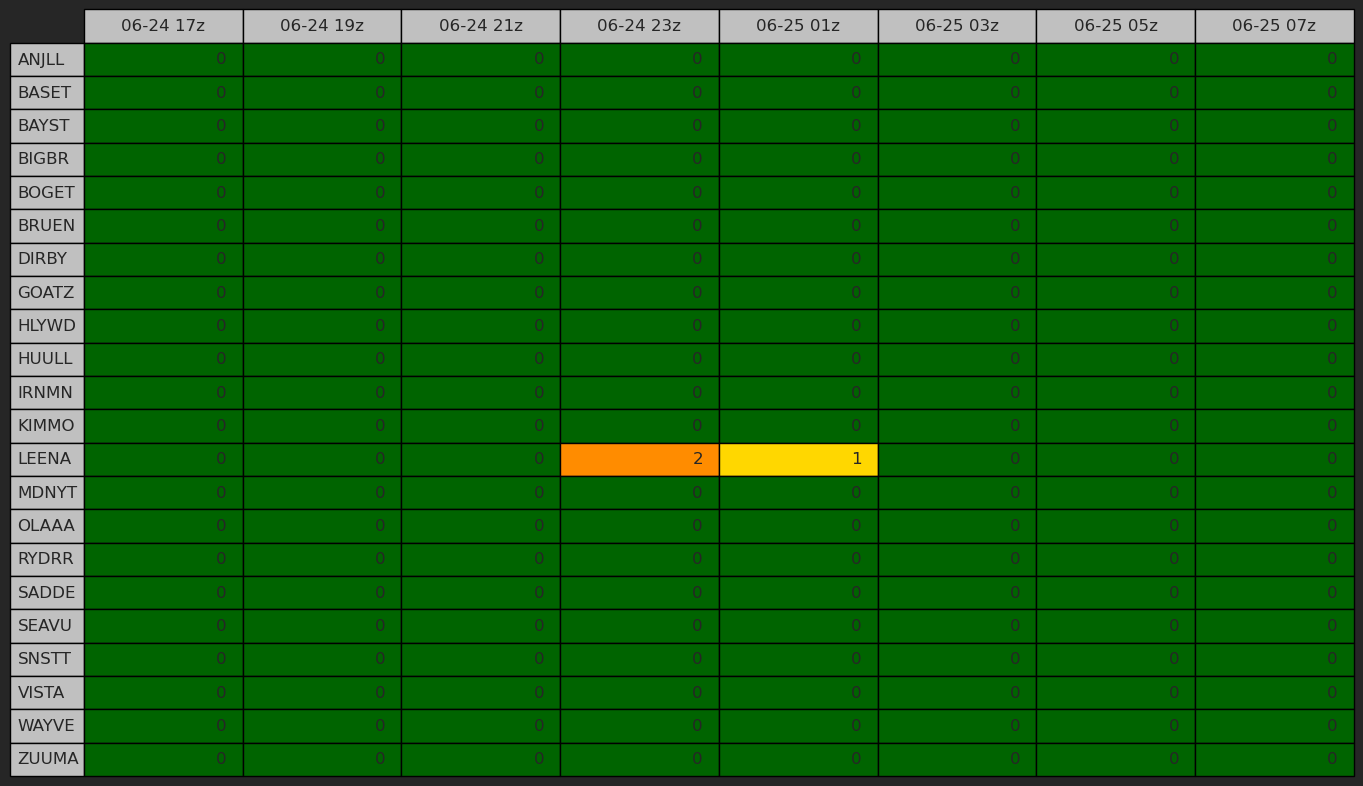 06-24 17z 06-24 19z 06-24 21z 06-24 23z 06-25 01z 06-25 03z 06-25 05z 06-25 07z
ANJLL 0 0 0 0 0 0 0 0
BASET 0 0 0 0 0 0 0 0
BAYST 0 0 0 0 0 0 0 0
BIGBR 0 0 0 0 0 0 0 0
BOGET 0 0 0 0 0 0 0 0
BRUEN 0 0 0 0 0 0 0 0
DIRBY 0 0 0 0 0 0 0 0
GOATZ 0 0 0 0 0 0 0 0
HLYWD 0 0 0 0 0 0 0 0
HUULL 0 0 0 0 0 0 0 0
IRNMN 0 0 0 0 0 0 0 0
KIMMO 0 0 0 0 0 0 0 0
LEENA 0 0 0 2 1 0 0 0
MDNYT 0 0 0 0 0 0 0 0
OLAAA 0 0 0 0 0 0 0 0
RYDRR 0 0 0 0 0 0 0 0
SADDE 0 0 0 0 0 0 0 0
SEAVU 0 0 0 0 0 0 0 0
SNSTT 0 0 0 0 0 0 0 0
VISTA 0 0 0 0 0 0 0 0
WAYVE 0 0 0 0 0 0 0 0
ZUUMA 0 0 0 0 0 0 0 0